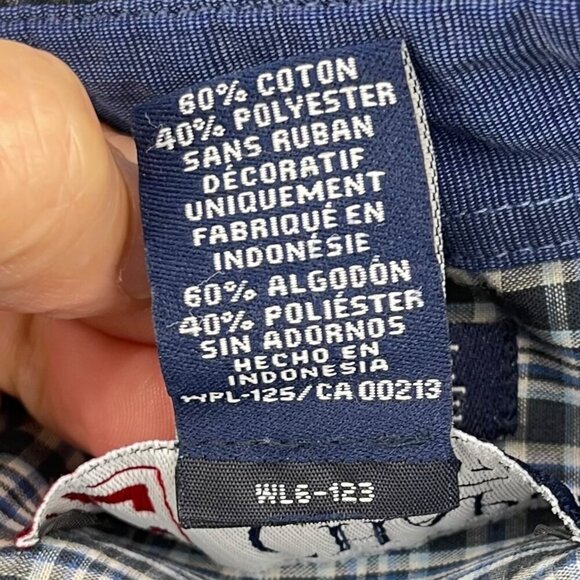 60% COTON
40% POLYESTER
SANS RUBAN
DÉCORATIF
UNIQUEMENT
FABRIQUÉ EN
INDONÉSIE
60% ALGODÓN
40% POLIÉSTER
SIN ADORNOS
HECHO EN
INDONESIA
WPL-125/CA 00213
WL6-123